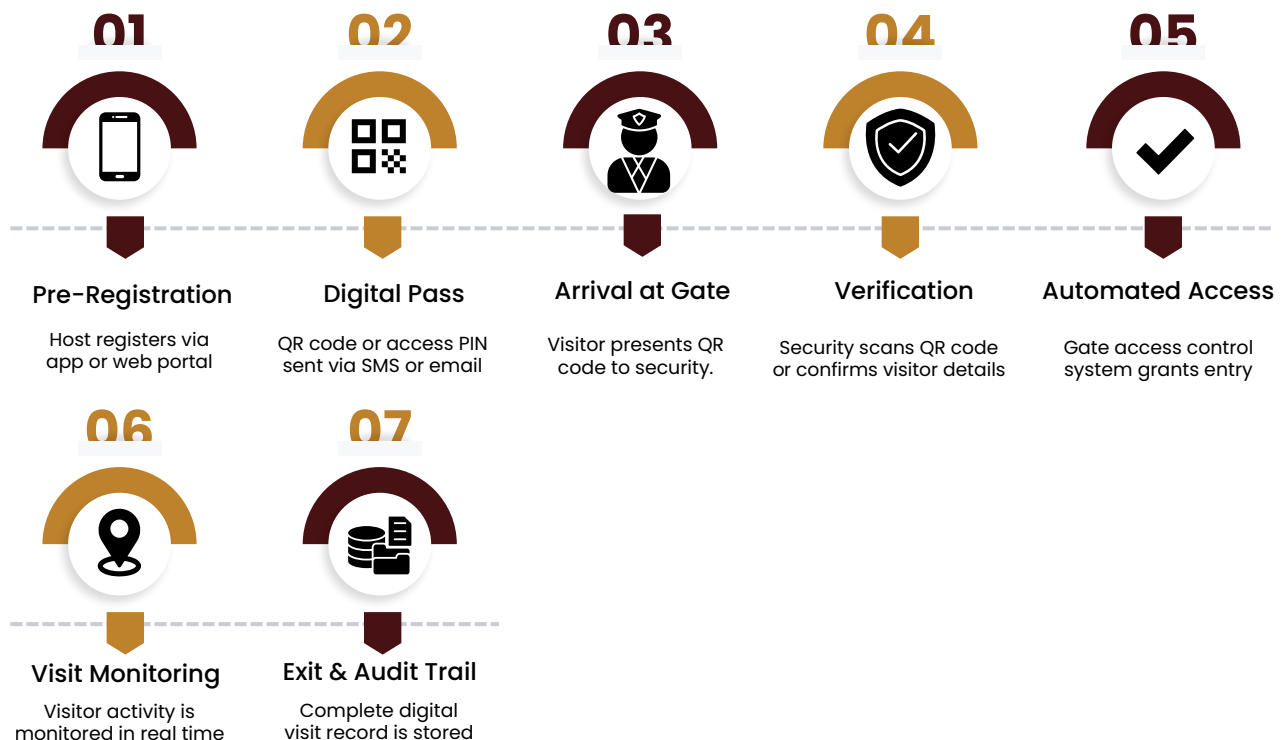 01
02
03
04
05
Pre-Registration
Host registers via
app or web portal
Digital Pass
QR code or access PIN
sent via SMS or email
Arrival at Gate
Visitor presents QR
code to security.
Verification
Security scans QR code
or confirms visitor details
Automated Access
Gate access control
system grants entry
06
07
Visit Monitoring
Visitor activity is
monitored in real time
Exit & Audit Trail
Complete digital
visit record is stored